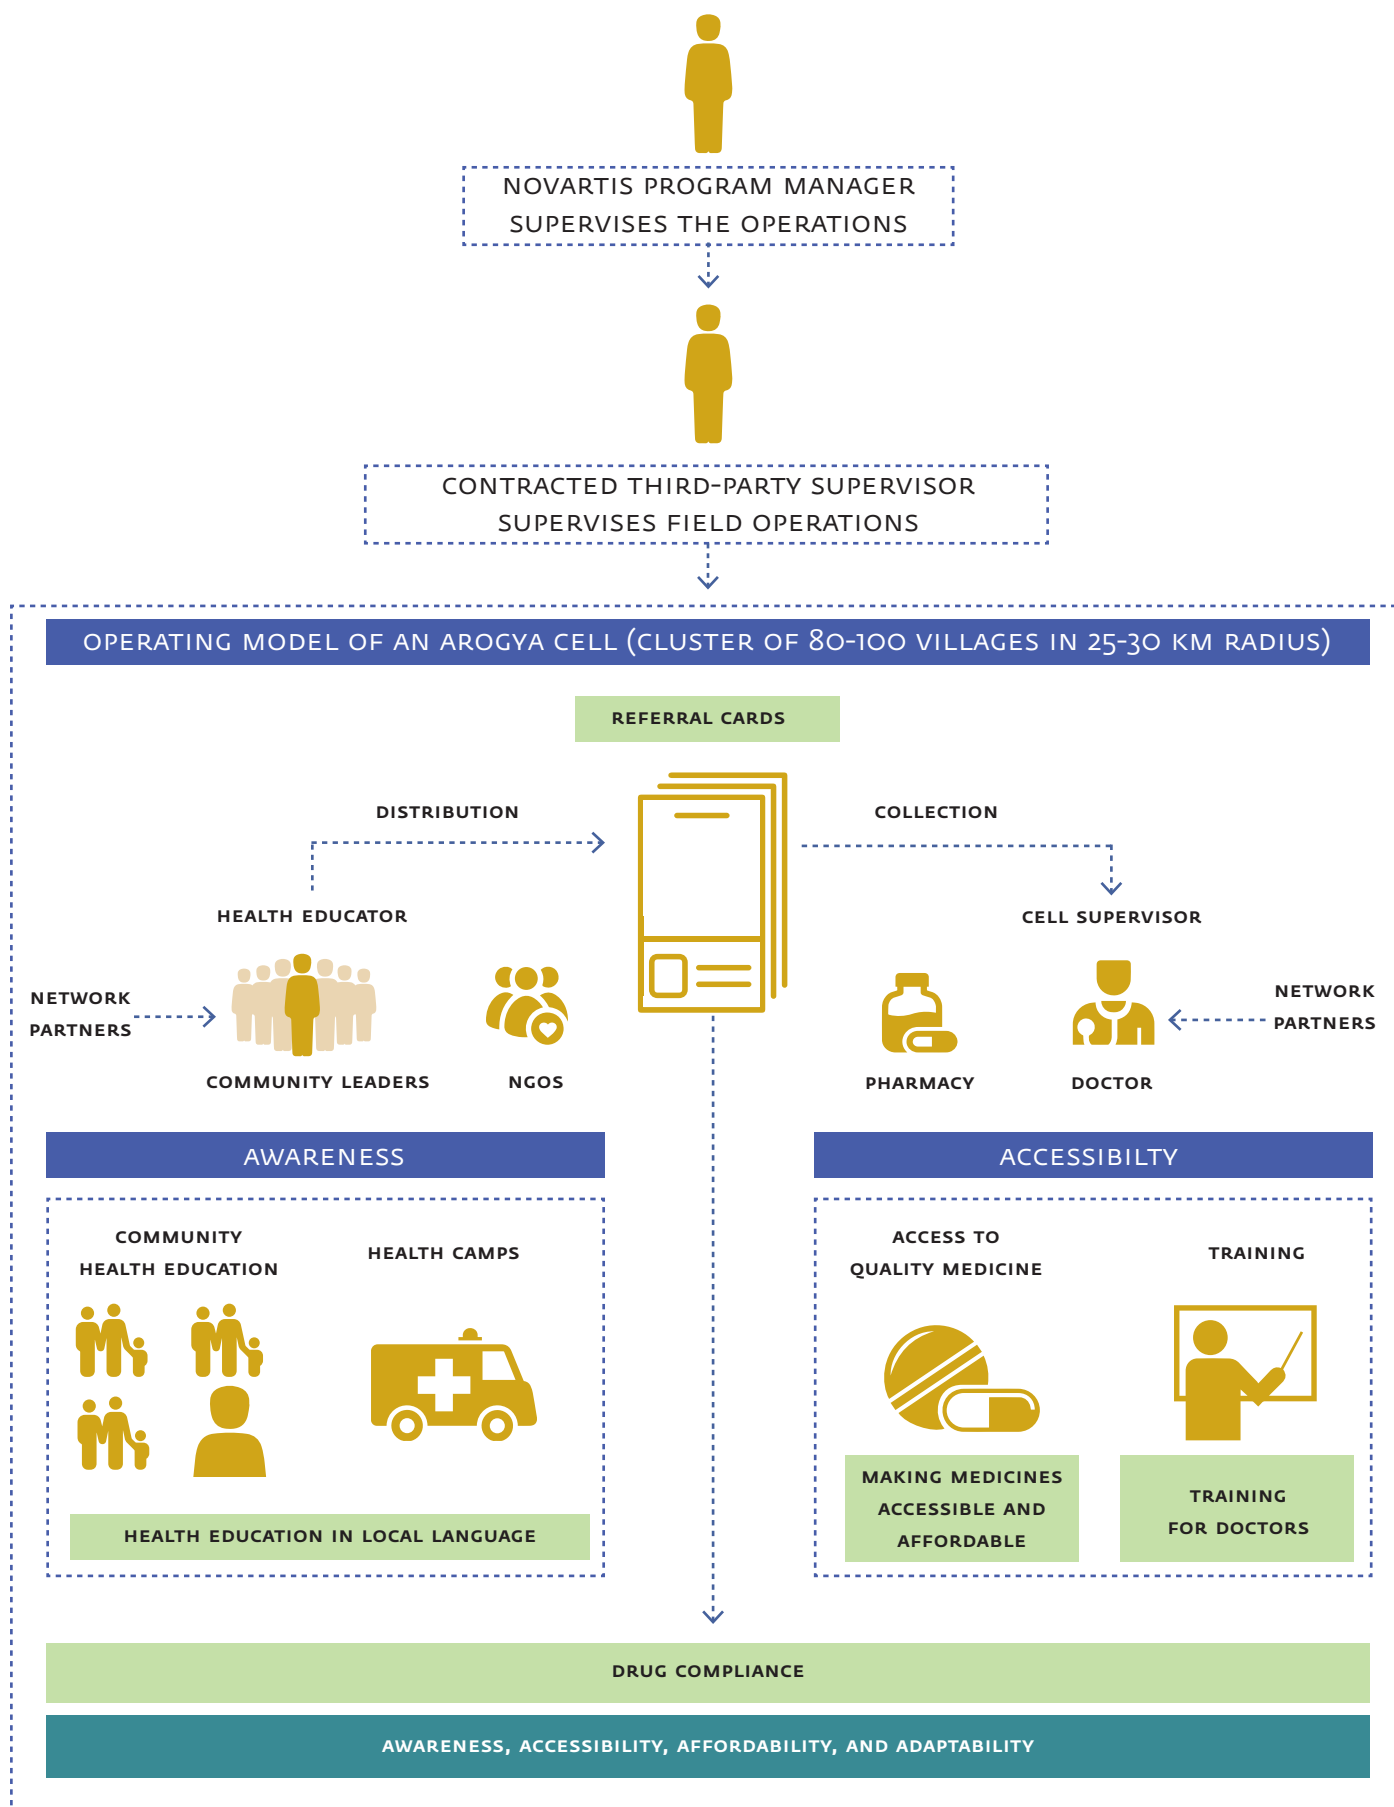 NOVARTIS PROGRAM MANAGER
SUPERVISES THE OPERATIONS
CONTRACTED THIRD-PARTY SUPERVISOR
SUPERVISES FIELD OPERATIONS
OPERATING MODEL OF AN AROGYA CELL (CLUSTER OF 80-100 VILLAGES IN 25-30 KM RADIUS)
REFERRAL CARDS
DISTRIBUTION
COLLECTION
HEALTH EDUCATOR
CELL SUPERVISOR
NETWORK
PARTNERS
NETWORK
PARTNERS
COMMUNITY LEADERS
NGOS
PHARMACY
DOCTOR
AWARENESS
ACCESSIBILTY
COMMUNITY
HEALTH EDUCATION
HEALTH CAMPS
ACCESS TO
QUALITY MEDICINE
TRAINING
HEALTH EDUCATION IN LOCAL LANGUAGE
MAKING MEDICINES
ACCESSIBLE AND
AFFORDABLE
TRAINING
FOR DOCTORS
DRUG COMPLIANCE
AWARENESS, ACCESSIBILITY, AFFORDABILITY, AND ADAPTABILITY